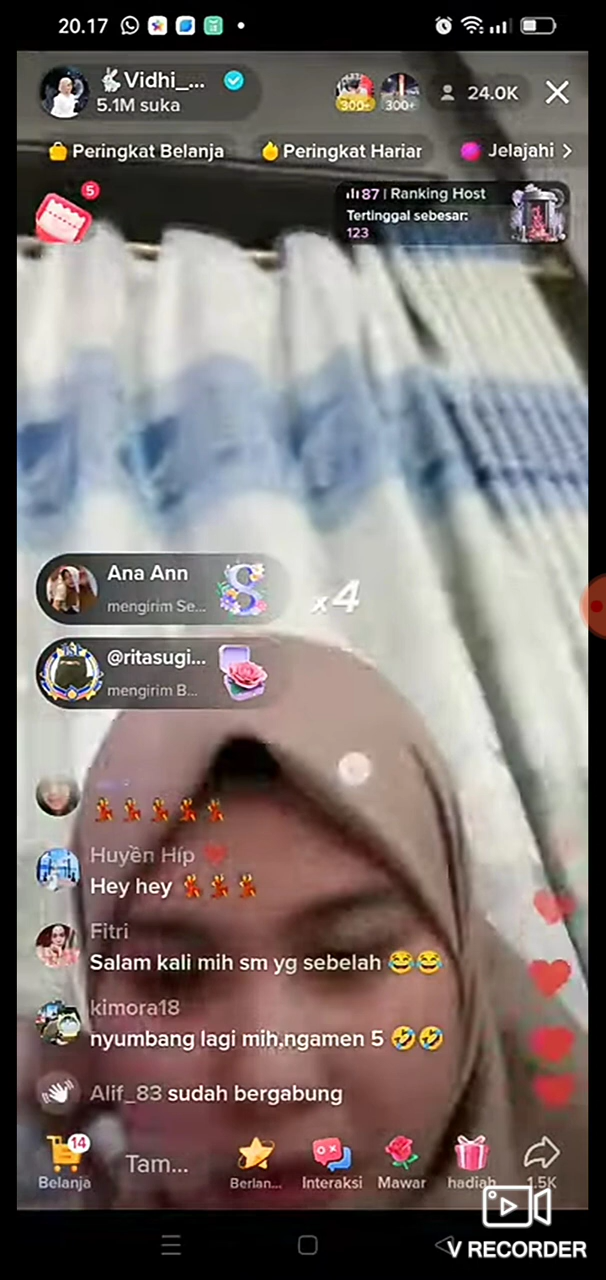 20.17
Vidhi_...
5.1M suka
300+
300+
24.0K
Peringkat Belanja
Peringkat Hariar
Jelajahi >
5
87 | Ranking Host
Tertinggal sebesar:
123
Ana Ann
mengirim Se...
x4
@ritasugi...
mengirim B...
Huyền Híp
Hey hey
Fitri
Salam kali mih sm yg sebelah 😂😂
kimora18
nyumbang lagi mih,ngamen 5 🤣🤣
Alif_83 sudah bergabung
14
Belanja
Tam...
Berlan...
Interaksi
Mawar
hadiah
1.5K
V RECORDER